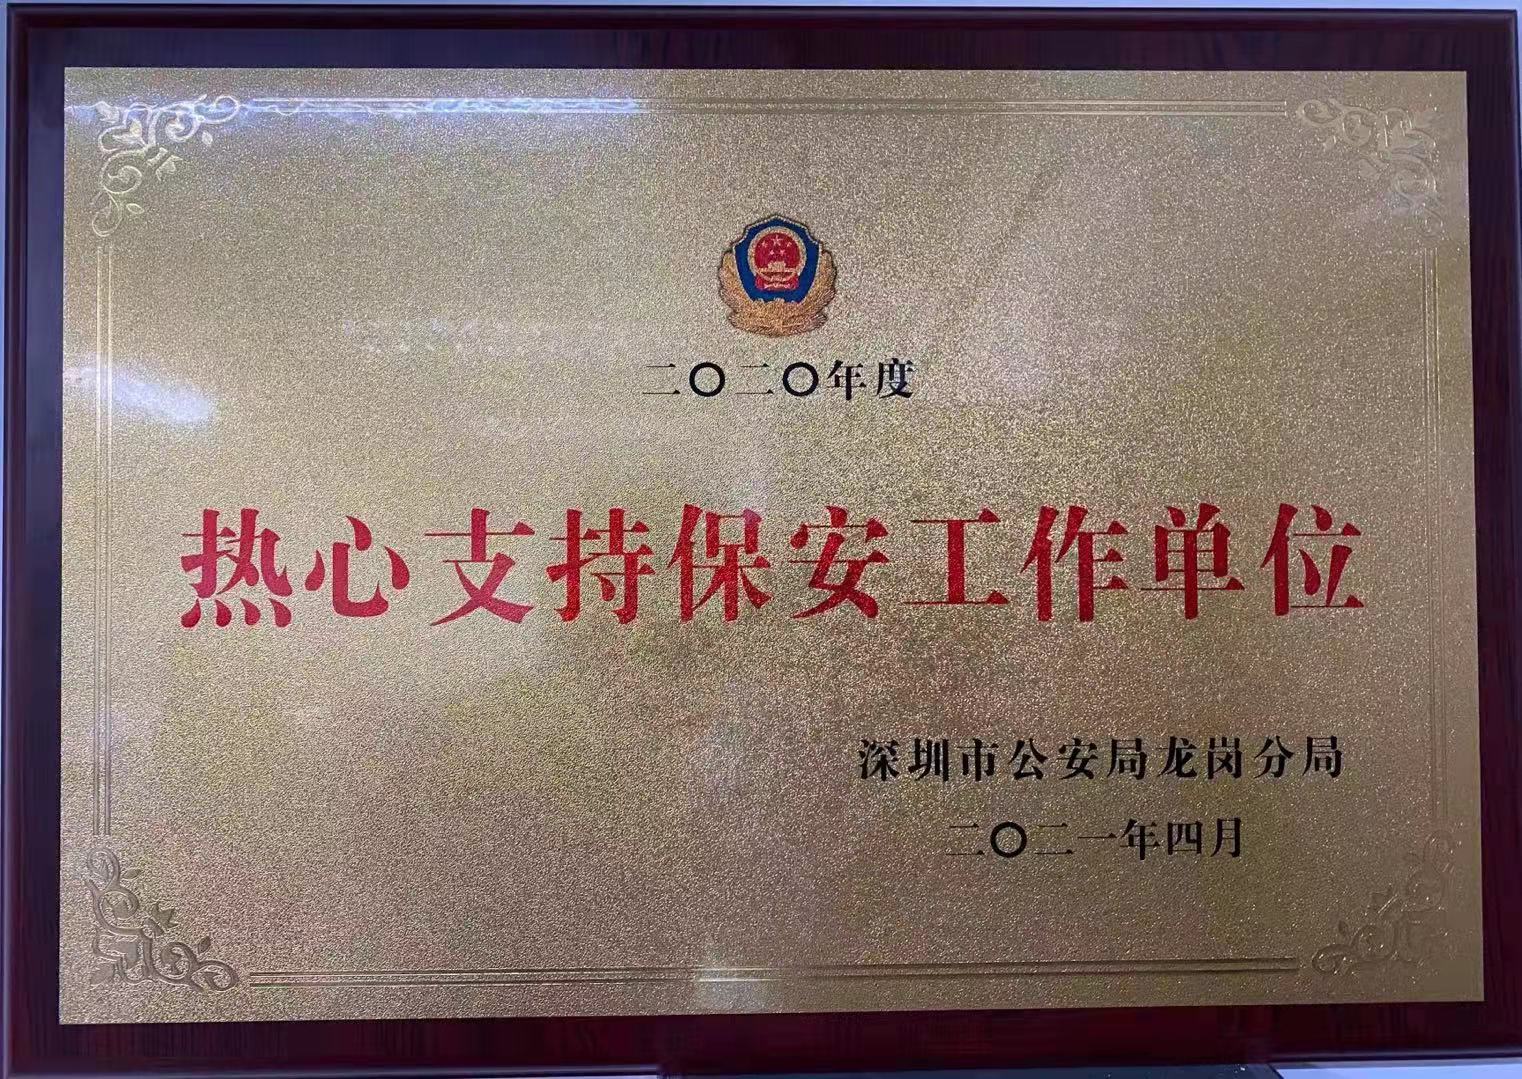 二〇二〇年度
热心支持保安工作单位
深圳市公安局龙岗分局
二〇二一年四月